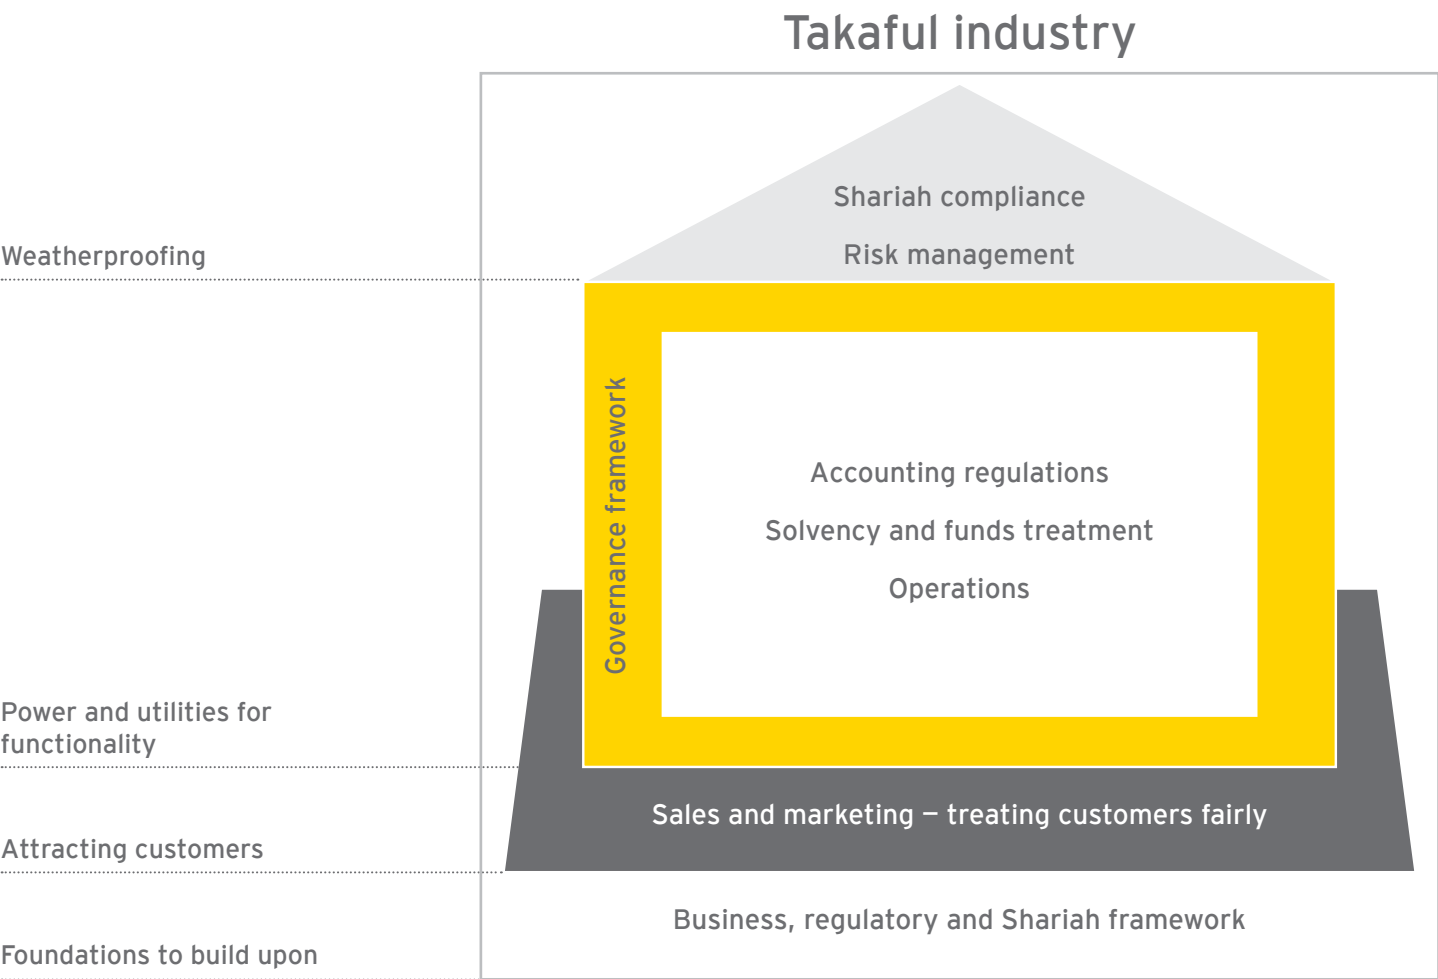 Takaful industry
Shariah compliance
Risk management
Weatherproofing
Governance framework
Accounting regulations
Solvency and funds treatment
Operations
Power and utilities for
functionality
Sales and marketing – treating customers fairly
Attracting customers
Business, regulatory and Shariah framework
Foundations to build upon